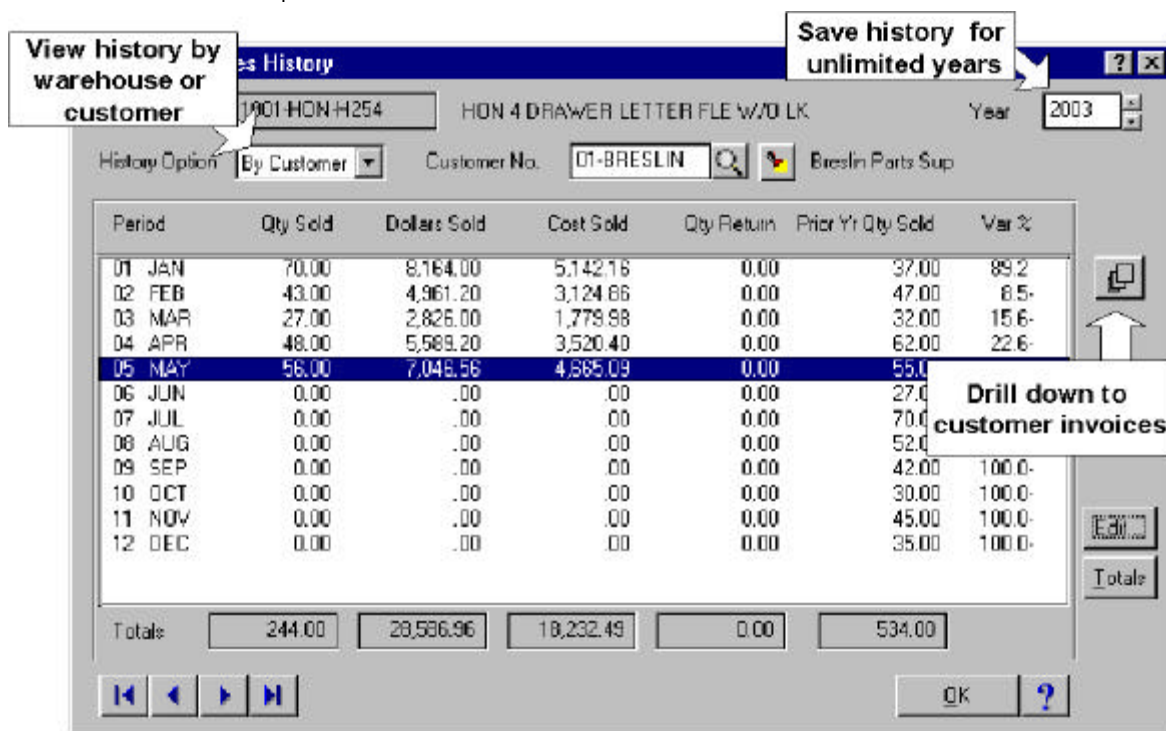 View history by
warehouse or
customer
Save history for
unlimited years
es History
1001-HON-H254 HON 4 DRAWER LETTER FLE W/O LK Year 2003
History Option By Customer Customer No. 01-BRESLIN Breslin Parts Sup
Period Qty Sold Dollars Sold Cost Sold Qty Return Prior Yr Qty Sold Var %
01 JAN 70.00 8,164.00 5,142.16 0.00 37.00 89.2
02 FEB 43.00 4,961.20 3,124.86 0.00 47.00 8.5-
03 MAR 27.00 2,826.00 1,779.98 0.00 32.00 15.6-
04 APR 48.00 5,589.20 3,520.40 0.00 62.00 22.6-
05 MAY 56.00 7,046.56 4,665.09 0.00 55.0
06 JUN 0.00 .00 .00 0.00 27.0
07 JUL 0.00 .00 .00 0.00 70.0
08 AUG 0.00 .00 .00 0.00 52.0
09 SEP 0.00 .00 .00 0.00 42.00 100.0-
10 OCT 0.00 .00 .00 0.00 30.00 100.0-
11 NOV 0.00 .00 .00 0.00 45.00 100.0-
12 DEC 0.00 .00 .00 0.00 35.00 100.0-
Drill down to
customer invoices
Edit...
Totals
Totals 244.00 28,586.96 18,232.49 0.00 534.00
OK